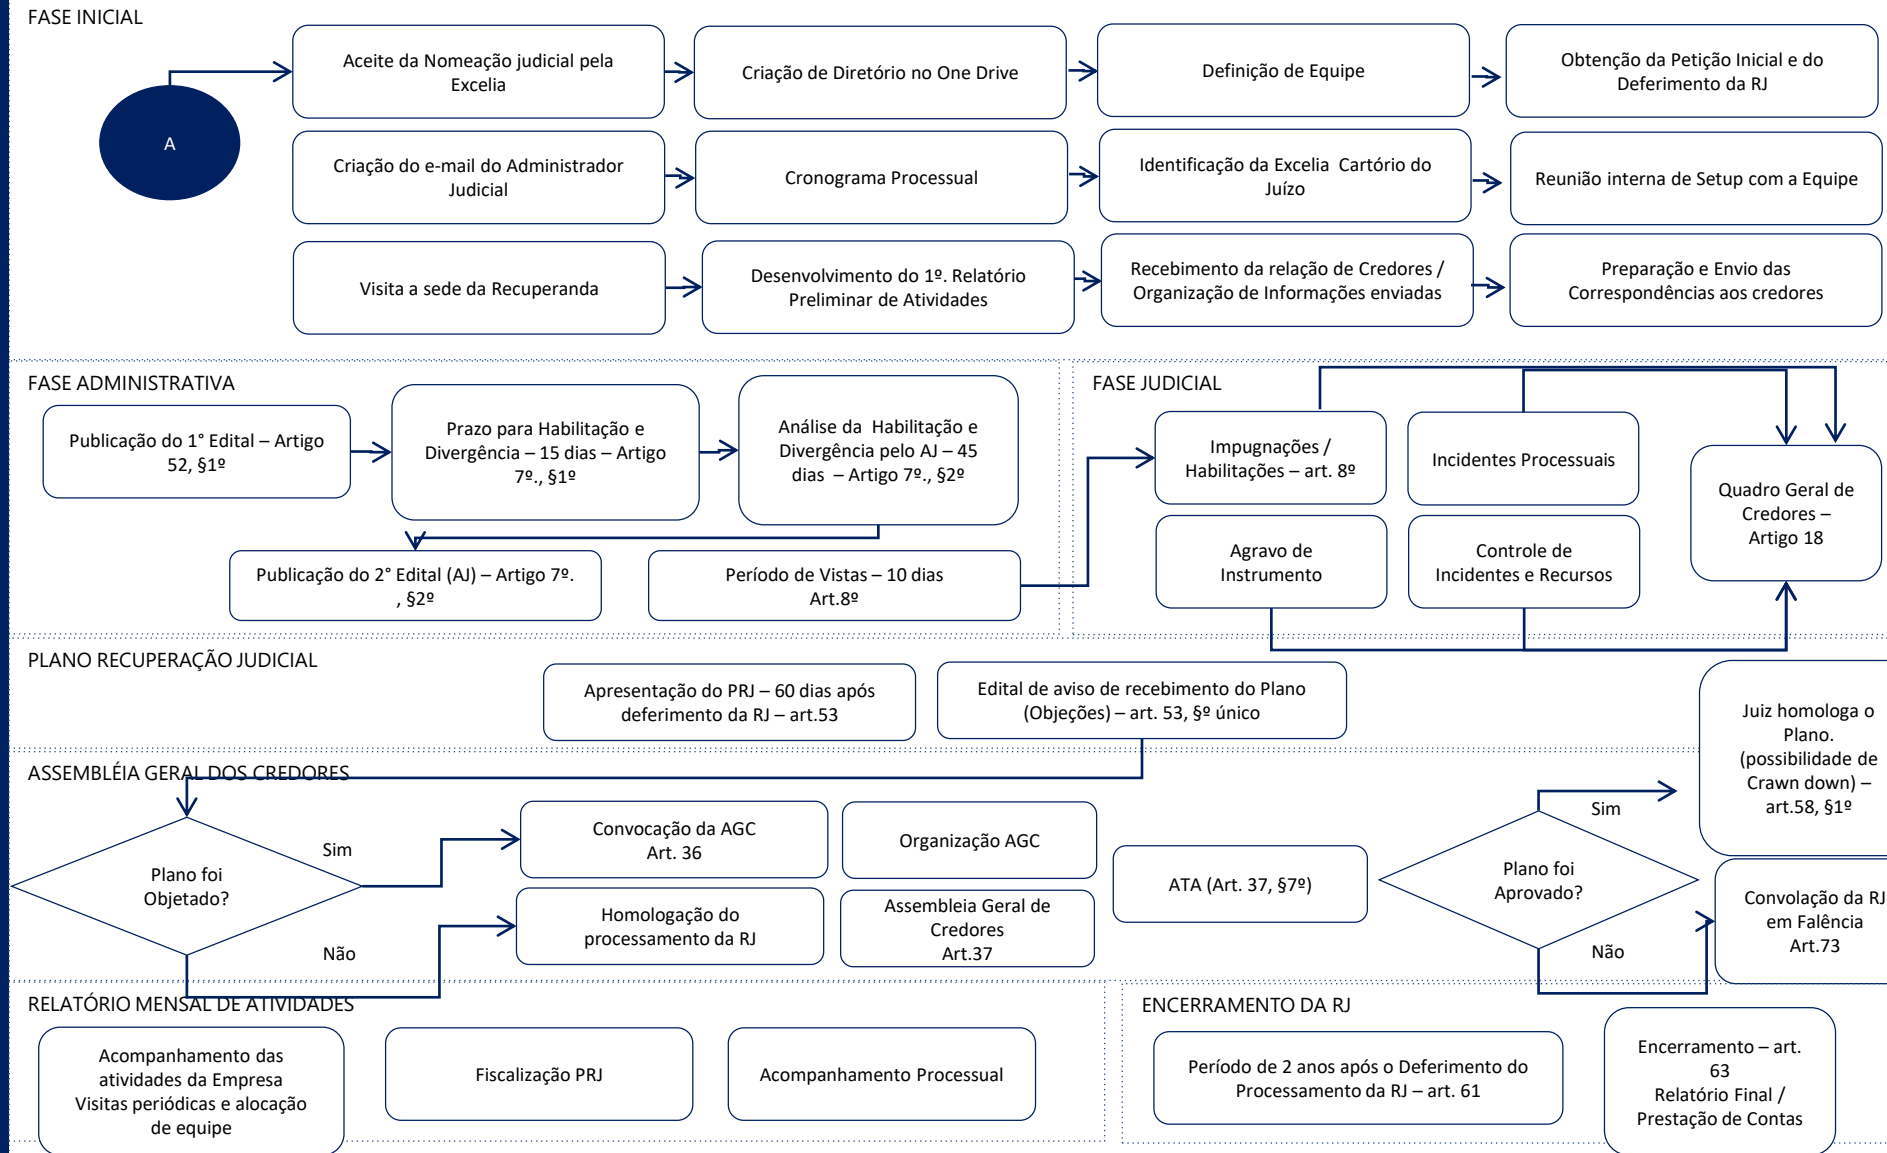 FASE INICIAL
A
Aceite da Nomeação judicial pela
Excelia
Criação de Diretório no One Drive
Definição de Equipe
Obtenção da Petição Inicial e do
Deferimento da RJ
Criação do e-mail do Administrador
Judicial
Cronograma Processual
Identificação da Excelia Cartório do
Juízo
Reunião interna de Setup com a Equipe
Visita a sede da Recuperanda
Desenvolvimento do 1º. Relatório
Preliminar de Atividades
Recebimento da relação de Credores /
Organização de Informações enviadas
Preparação e Envio das
Correspondências aos credores
FASE ADMINISTRATIVA
Publicação do 1° Edital – Artigo
52, §1º
Prazo para Habilitação e
Divergência – 15 dias – Artigo
7º., §1º
Análise da Habilitação e
Divergência pelo AJ – 45
dias – Artigo 7º., §2º
Publicação do 2° Edital (AJ) – Artigo 7º.
, §2º
Período de Vistas – 10 dias
Art.8º
FASE JUDICIAL
Impugnações /
Habilitações – art. 8º
Incidentes Processuais
Agravo de
Instrumento
Controle de
Incidentes e Recursos
Quadro Geral de
Credores –
Artigo 18
PLANO RECUPERAÇÃO JUDICIAL
Apresentação do PRJ – 60 dias após
deferimento da RJ – art.53
Edital de aviso de recebimento do Plano
(Objeções) – art. 53, §º único
Juiz homologa o
Plano.
(possibilidade de
Crawn down) –
art.58, §1º
ASSEMBLÉIA GERAL DOS CREDORES
Plano foi
Objetado?
Sim
Não
Convocação da AGC
Art. 36
Organização AGC
Homologação do
processamento da RJ
Assembleia Geral de
Credores
Art.37
ATA (Art. 37, §7º)
Plano foi
Aprovado?
Sim
Não
Convolação da RJ
em Falência
Art.73
RELATÓRIO MENSAL DE ATIVIDADES
Acompanhamento das
atividades da Empresa
Visitas periódicas e alocação
de equipe
Fiscalização PRJ
Acompanhamento Processual
ENCERRAMENTO DA RJ
Período de 2 anos após o Deferimento do
Processamento da RJ – art. 61
Encerramento – art.
63
Relatório Final /
Prestação de Contas